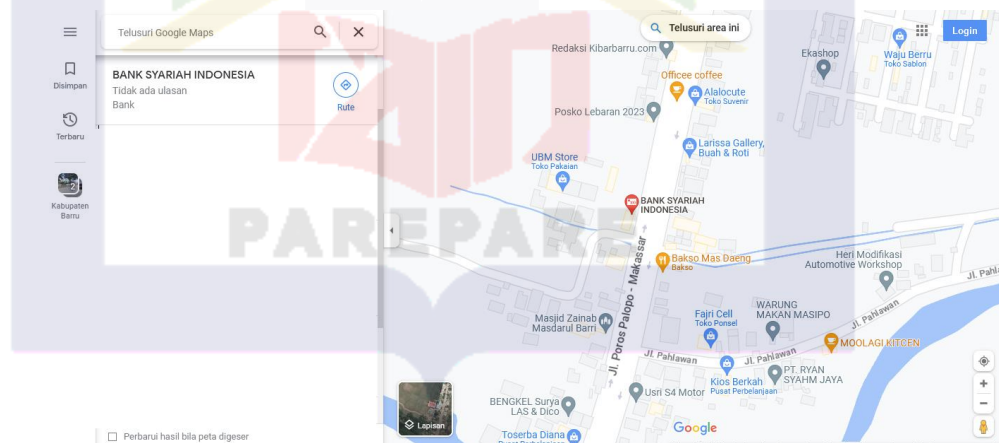 Telusuri Google Maps
Disimpan
Terbaru
2
Kabupaten
Barru
BANK SYARIAH INDONESIA
Tidak ada ulasan
Bank
Rute
Perbarui hasil bila peta digeser
PAREPARE
Telusuri area ini
Login
Redaksi Kibarbarru.com
Ekashop
Waju Berru
Toko Sablon
Officee coffee
Alalocute
Toko Suvenir
Posko Lebaran 2023
Larissa Gallery,
Buah & Roti
UBM Store
Toko Pakaian
BANK SYARIAH
INDONESIA
Jl. Poros Palopo - Makassar
Bakso Mas Daeng
Bakso
Heri Modifikasi
Automotive Workshop
Jl. Pahl
Masjid Zainab
Masdarul Barri
Fajri Cell
Toko Ponsel
WARUNG
MAKAN MASIPO
Jl. Pahlawan
MOOLAGI KITCEN
Jl. Pahlawan
Jl. Pahlawan
PT. RYAN
SYAHM JAYA
Kios Berkah
Pusat Perbelanjaan
Usri S4 Motor
BENGKEL Surya
LAS & Dico
Lapisan
Toserba Diana
Pusat Perbelanjaan
Google